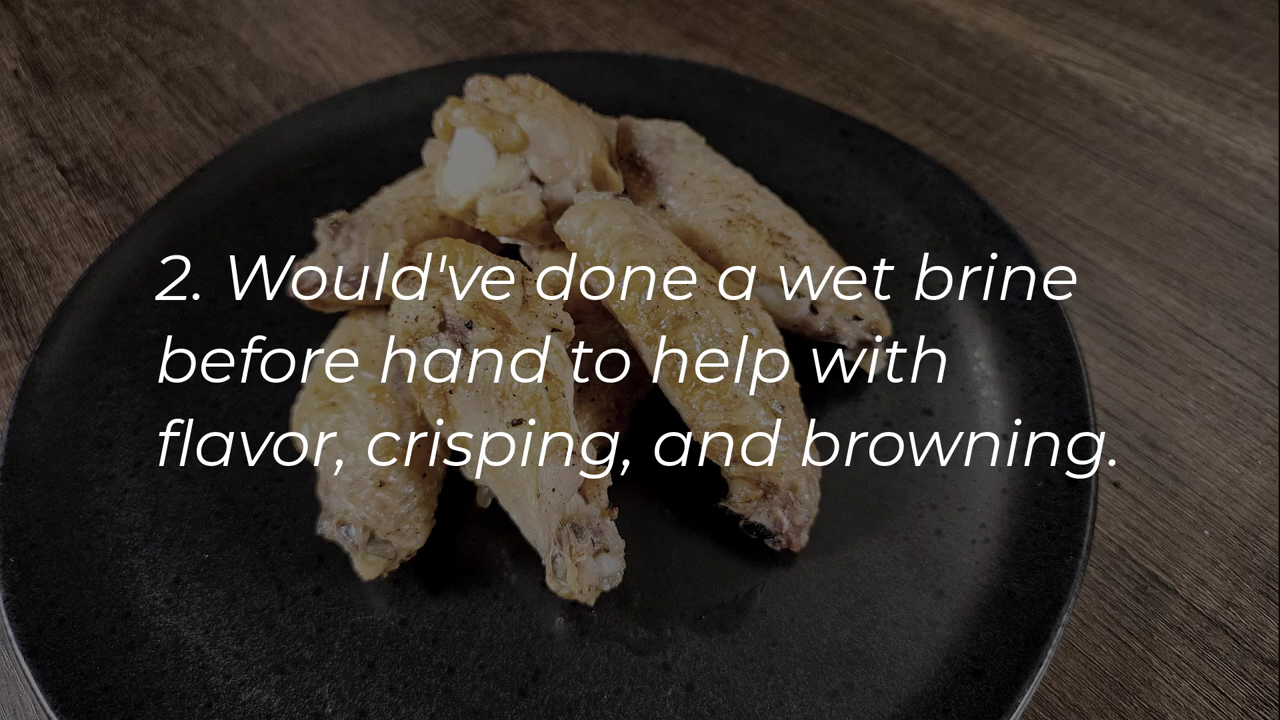 2. Would've done a wet brine
before hand to help with
flavor, crisping, and browning.